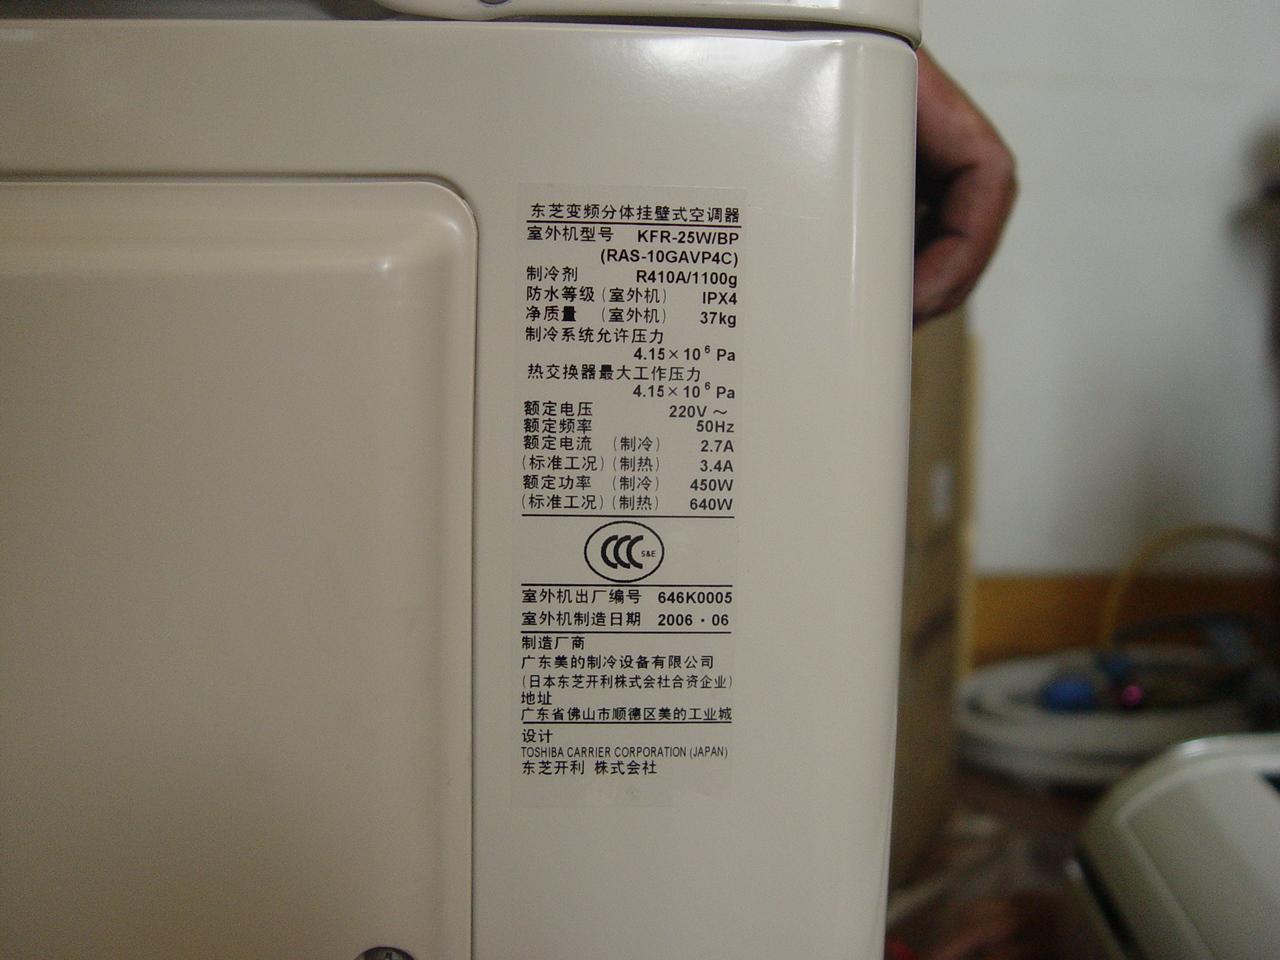 东芝变频分体挂壁式空调器
室外机型号 KFR-25W/BP
(RAS-10GAVP4C)
制冷剂 R410A/1100g
防水等级(室外机) IPX4
净质量 (室外机) 37kg
制冷系统允许压力
4.15×10⁶ Pa
热交换器最大工作压力
4.15×10⁶ Pa
额定电压 220V～
额定频率 50Hz
额定电流 (制冷) 2.7A
(标准工况)(制热) 3.4A
额定功率 (制冷) 450W
(标准工况)(制热) 640W
CCC S&E
室外机出厂编号 646K0005
室外机制造日期 2006·06
制造厂商
广东美的制冷设备有限公司
(日本东芝开利株式会社合资企业)
地址
广东省佛山市顺德区美的工业城
设计
TOSHIBA CARRIER CORPORATION (JAPAN)
东芝开利 株式会社